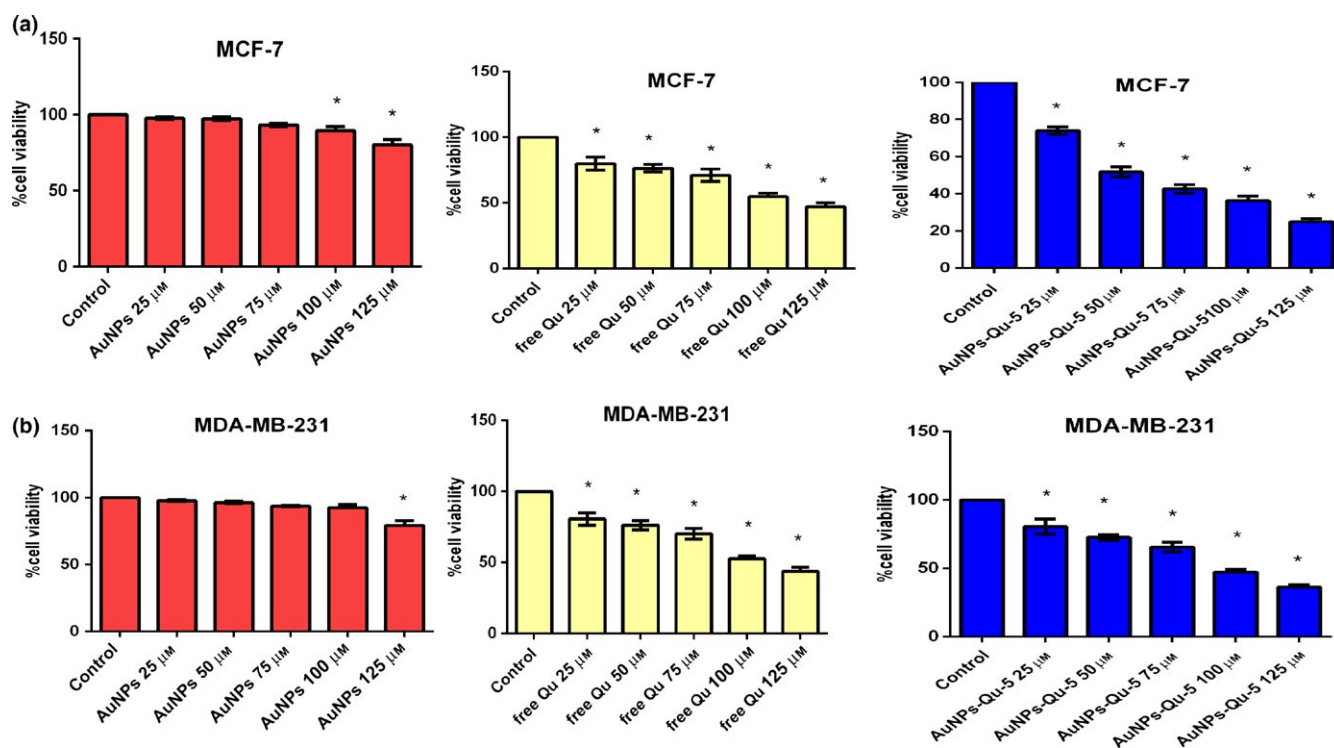 (a)
MCF-7
%cell viability
150
100
50
0
*
*
Control
AuNPs 25 µM
AuNPs 50 µM
AuNPs 75 µM
AuNPs 100 µM
AuNPs 125 µM
MCF-7
%cell viability
150
100
50
0
*
*
*
*
*
Control
free Qu 25 µM
free Qu 50 µM
free Qu 75 µM
free Qu 100 µM
free Qu 125 µM
MCF-7
%cell viability
100
80
60
40
20
0
*
*
*
*
*
Control
AuNPs-Qu-5 25 µM
AuNPs-Qu-5 50 µM
AuNPs-Qu-5 75 µM
AuNPs-Qu-5100 µM
AuNPs-Qu-5 125 µM
(b)
MDA-MB-231
%cell viability
150
100
50
0
*
Control
AuNPs 25 µM
AuNPs 50 µM
AuNPs 75 µM
AuNPs 100 µM
AuNPs 125 µM
MDA-MB-231
%cell viability
150
100
50
0
*
*
*
*
*
Control
free Qu 25 µM
free Qu 50 µM
free Qu 75 µM
free Qu 100 µM
free Qu 125 µM
MDA-MB-231
%cell viability
150
100
50
0
*
*
*
*
*
Control
AuNPs-Qu-5 25 µM
AuNPs-Qu-5 50 µM
AuNPs-Qu-5 75 µM
AuNPs-Qu-5 100 µM
AuNPs-Qu-5 125 µM